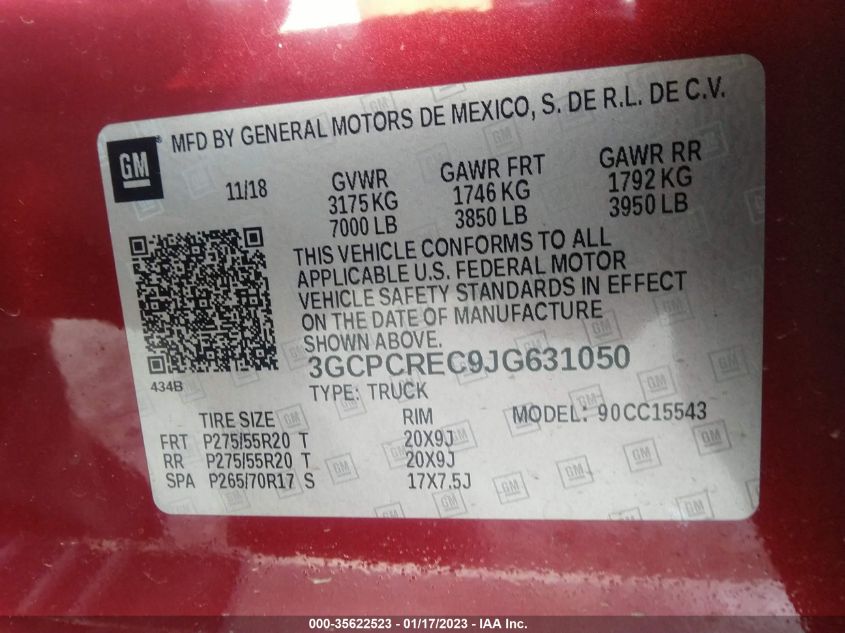 MFD BY GENERAL MOTORS DE MEXICO, S. DE R.L. DE C.V.
GM
11/18 GVWR GAWR FRT GAWR RR
3175 KG 1746 KG 1792 KG
7000 LB 3850 LB 3950 LB
THIS VEHICLE CONFORMS TO ALL
APPLICABLE U.S. FEDERAL MOTOR
VEHICLE SAFETY STANDARDS IN EFFECT
ON THE DATE OF MANUFACTURE
SHOWN ABOVE.
3GCPCREC9JG631050
434B
TYPE: TRUCK
TIRE SIZE RIM MODEL: 90CC15543
FRT P275/55R20 T 20X9J
RR P275/55R20 T 20X9J
SPA P265/70R17 S 17X7.5J
000-35622523 - 01/17/2023 - IAA Inc.